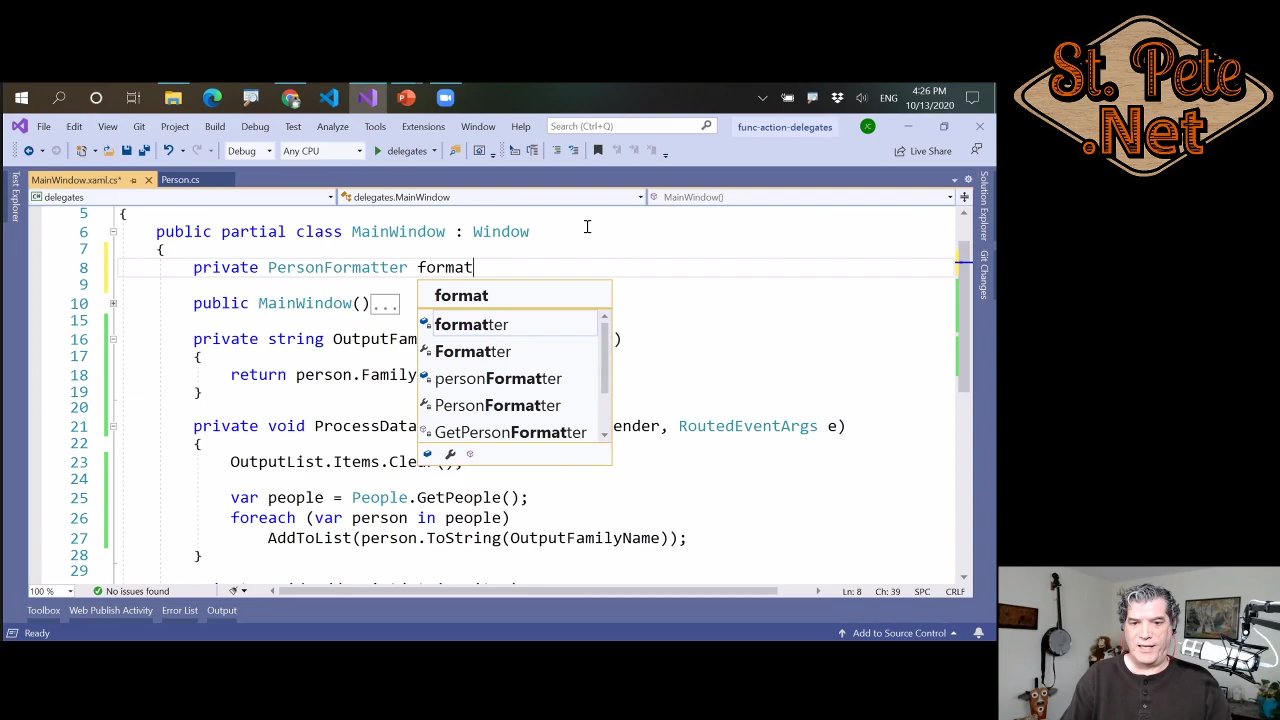 St. Pete
.Net
4:26 PM
ENG
10/13/2020
File Edit View Git Project Build Debug Test Analyze Tools Extensions Window Help Search (Ctrl+Q) func-action-delegates JC
Debug Any CPU delegates Live Share
MainWindow.xaml.cs* Person.cs
delegates delegates.MainWindow MainWindow()
Test Explorer
Solution Explorer
Git Changes
5 {
6 public partial class MainWindow : Window
7 {
8 private PersonFormatter format
9
10 public MainWindow()...
15
16 private string OutputFam )
17 {
18 return person.Family
19 }
20
21 private void ProcessData ender, RoutedEventArgs e)
22 {
23 OutputList.Items.Clear();
24
25 var people = People.GetPeople();
26 foreach (var person in people)
27 AddToList(person.ToString(OutputFamilyName));
28 }
29
format
formatter
Formatter
personFormatter
PersonFormatter
GetPersonFormatter
100 % No issues found Ln: 8 Ch: 39 SPC CRLF
Toolbox Web Publish Activity Error List Output
Ready Add to Source Control